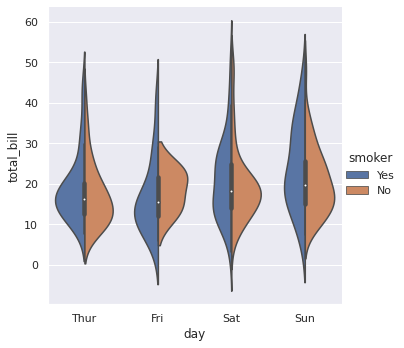 60
50
40
30
20
10
0
total_bill
Thur Fri Sat Sun
day
smoker
Yes
No